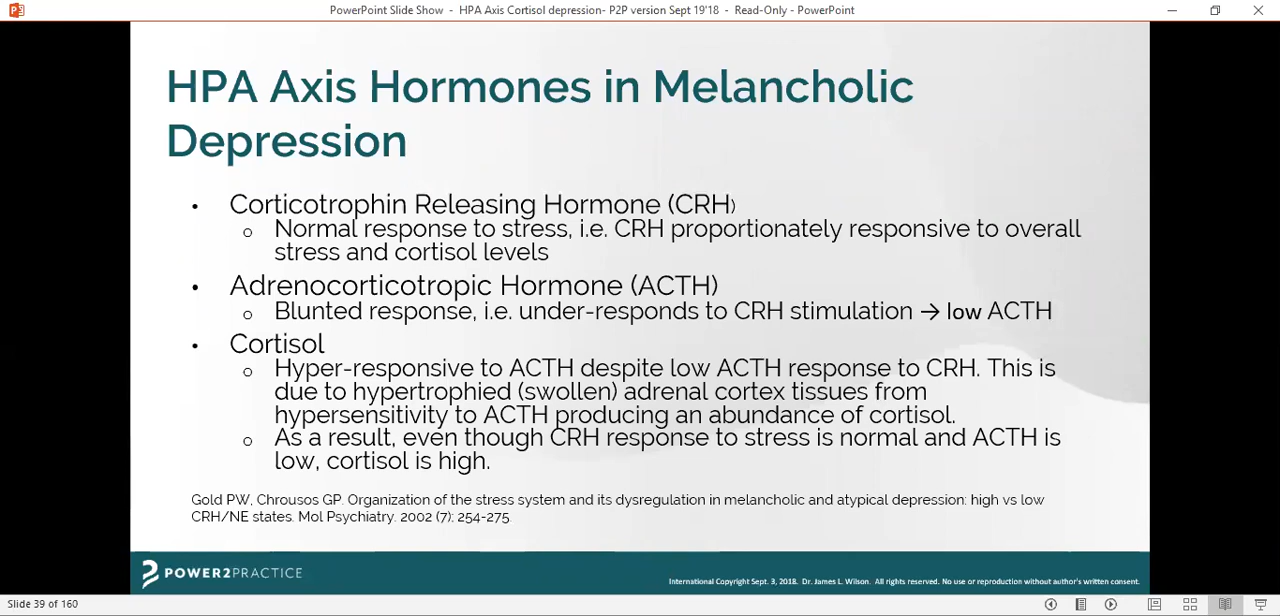 PowerPoint Slide Show - HPA Axis Cortisol depression- P2P version Sept 19'18 - Read-Only - PowerPoint
HPA Axis Hormones in Melancholic
Depression
• Corticotrophin Releasing Hormone (CRH)
o Normal response to stress, i.e. CRH proportionately responsive to overall
stress and cortisol levels
• Adrenocorticotropic Hormone (ACTH)
o Blunted response, i.e. under-responds to CRH stimulation → low ACTH
• Cortisol
o Hyper-responsive to ACTH despite low ACTH response to CRH. This is
due to hypertrophied (swollen) adrenal cortex tissues from
hypersensitivity to ACTH producing an abundance of cortisol.
o As a result, even though CRH response to stress is normal and ACTH is
low, cortisol is high.
Gold PW, Chrousos GP. Organization of the stress system and its dysregulation in melancholic and atypical depression: high vs low
CRH/NE states. Mol Psychiatry. 2002 (7): 254-275.
POWER2PRACTICE
International Copyright Sept. 3, 2018. Dr. James L. Wilson. All rights reserved. No use or reproduction without author's written consent.
Slide 39 of 160